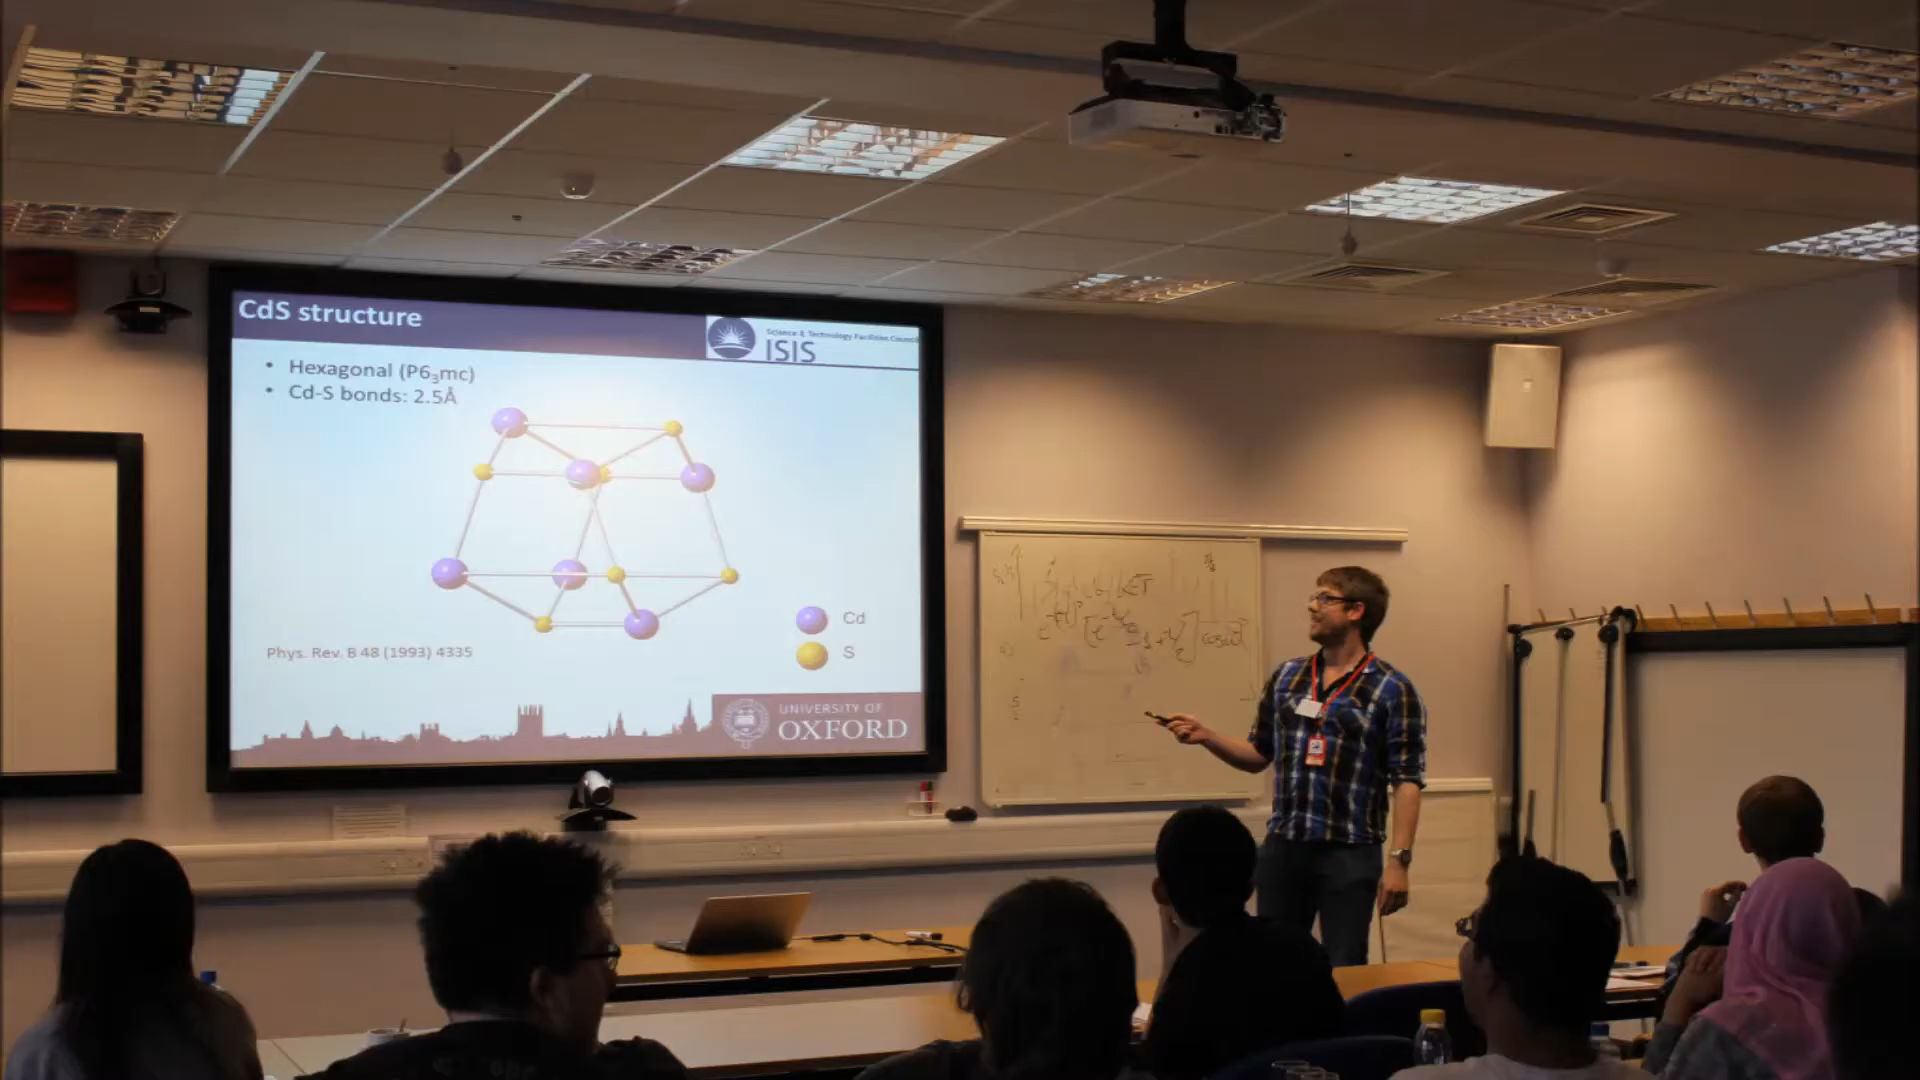 CdS structure
Science & Technology Facilities Council
ISIS
• Hexagonal (P6₃mc)
• Cd-S bonds: 2.5Å
Cd
S
Phys. Rev. B 48 (1993) 4335
UNIVERSITY OF
OXFORD